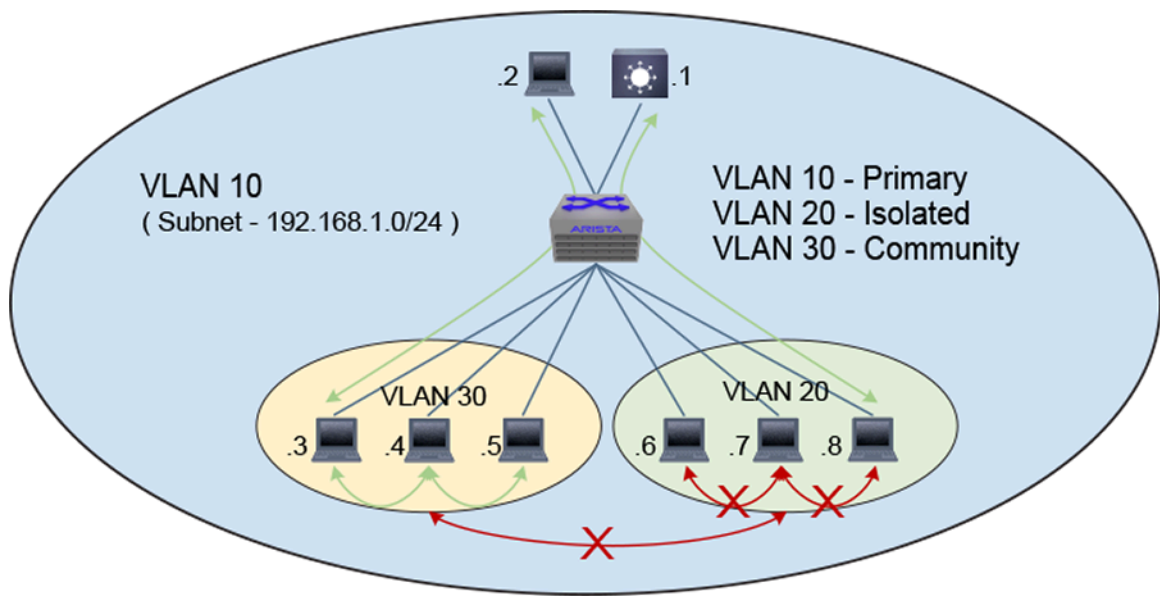 .2
.1
VLAN 10
( Subnet - 192.168.1.0/24 )
VLAN 10 - Primary
VLAN 20 - Isolated
VLAN 30 - Community
ARISTA
VLAN 30
.3
.4
.5
VLAN 20
.6
.7
.8